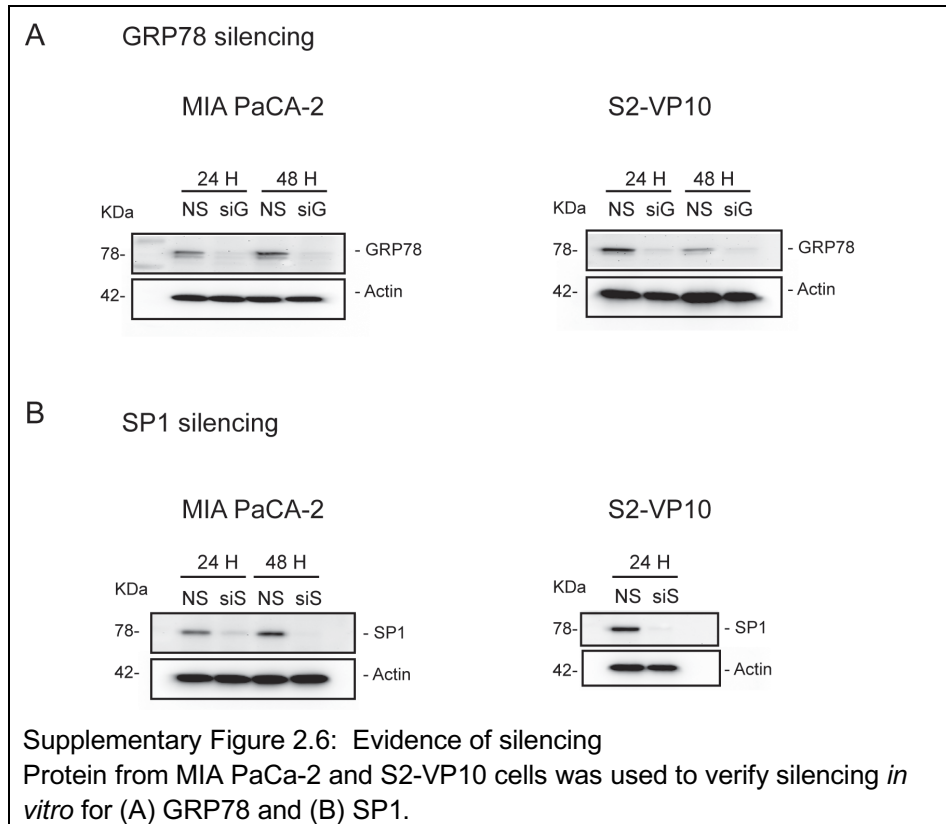 A GRP78 silencing
MIA PaCA-2 S2-VP10
24 H 48 H 24 H 48 H
KDa NS siG NS siG KDa NS siG NS siG
78- - GRP78 78- - GRP78
42- - Actin 42- - Actin
B SP1 silencing
MIA PaCA-2 S2-VP10
24 H 48 H 24 H
KDa NS siS NS siS KDa NS siS
78- - SP1 78- - SP1
42- - Actin 42- - Actin
Supplementary Figure 2.6: Evidence of silencing
Protein from MIA PaCa-2 and S2-VP10 cells was used to verify silencing in
vitro for (A) GRP78 and (B) SP1.